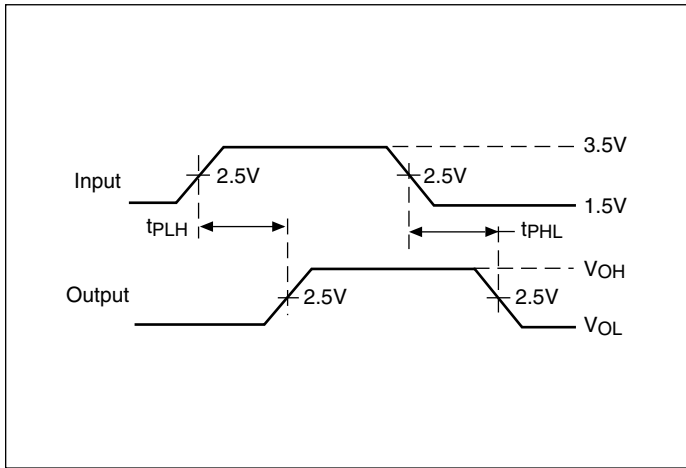 3.5V
Input
2.5V
2.5V
1.5V
tPLH
tPHL
VOH
Output
2.5V
2.5V
VOL